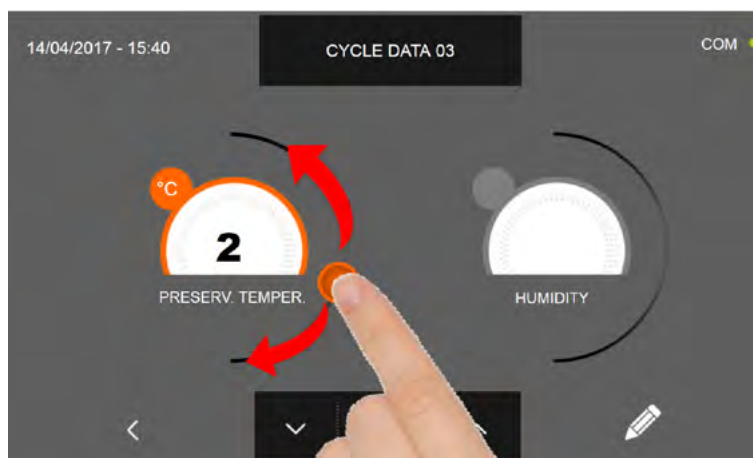 14/04/2017 - 15:40
CYCLE DATA 03
COM
°C
2
PRESERV. TEMPER.
HUMIDITY